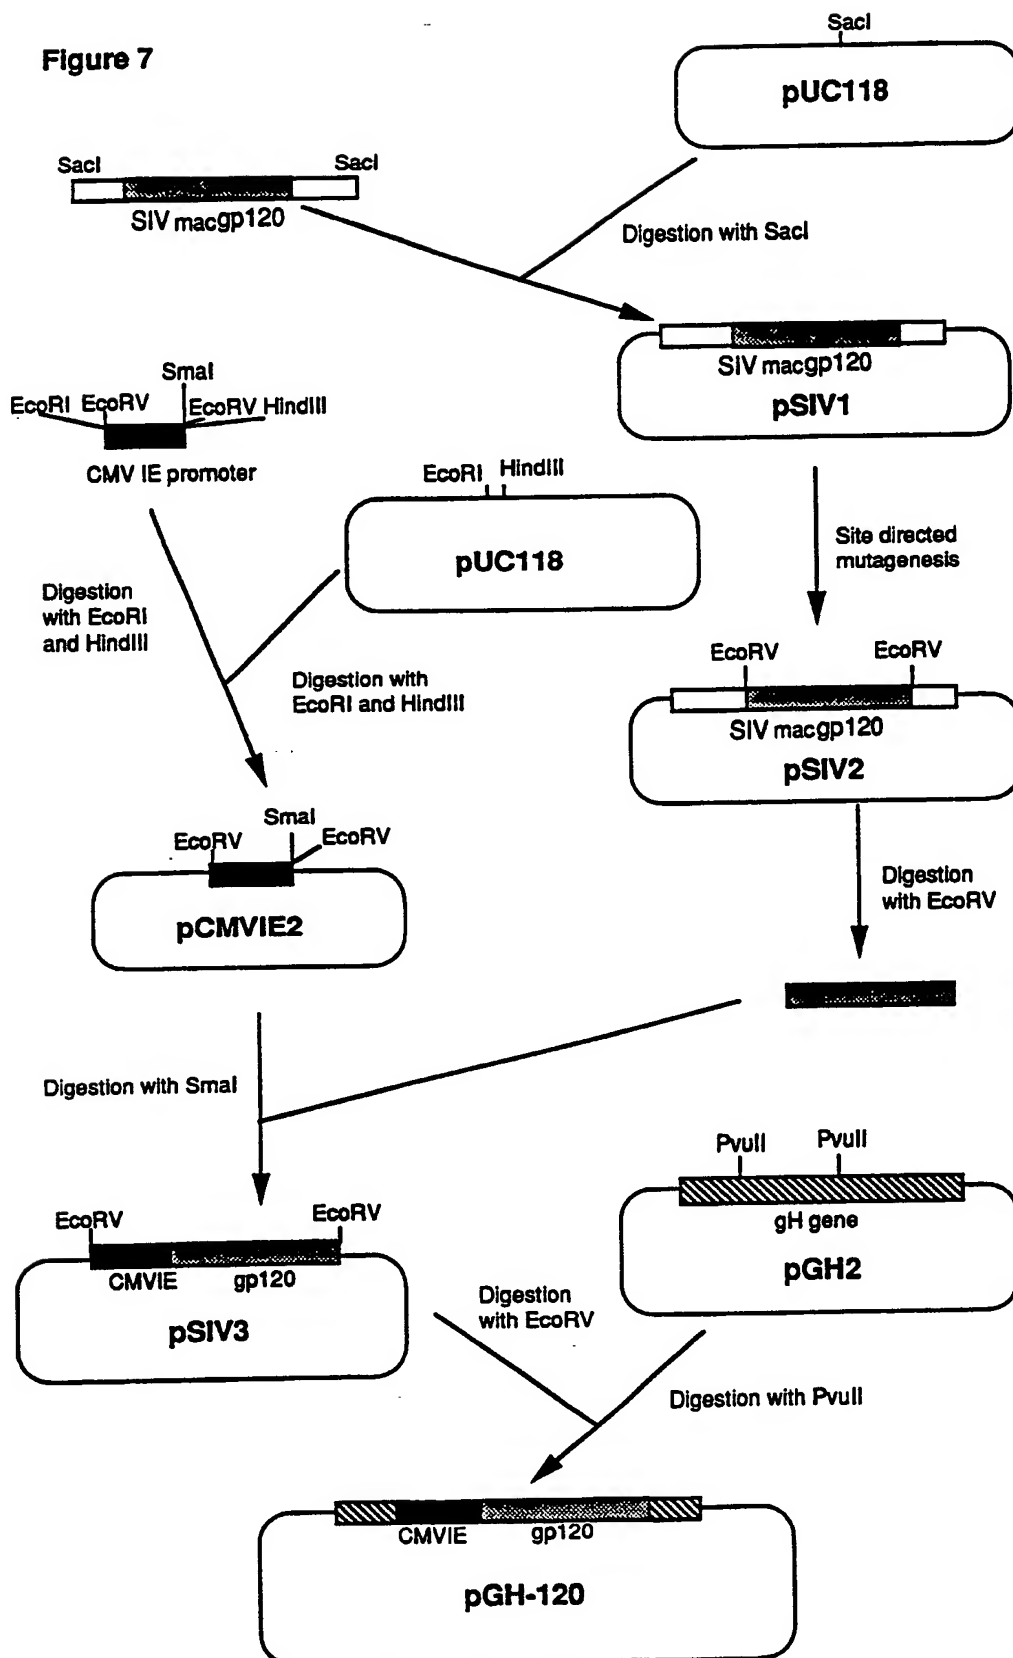 Figure 7
SacI
pUC118
SacI SacI
SIV macgp120
Digestion with SacI
SIV macgp120
pSIV1
SmaI
EcoRI EcoRV EcoRV HindIII
CMV IE promoter
EcoRI HindIII
pUC118
Site directed
mutagenesis
Digestion
with EcoRI
and HindIII
Digestion with
EcoRI and HindIII
EcoRV EcoRV
SIV macgp120
pSIV2
SmaI
EcoRV EcoRV
pCMVIE2
Digestion
with EcoRV
Digestion with SmaI
PvuII PvuII
gH gene
pGH2
EcoRV EcoRV
CMVIE gp120
pSIV3
Digestion
with EcoRV
Digestion with PvuII
CMVIE gp120
pGH-120